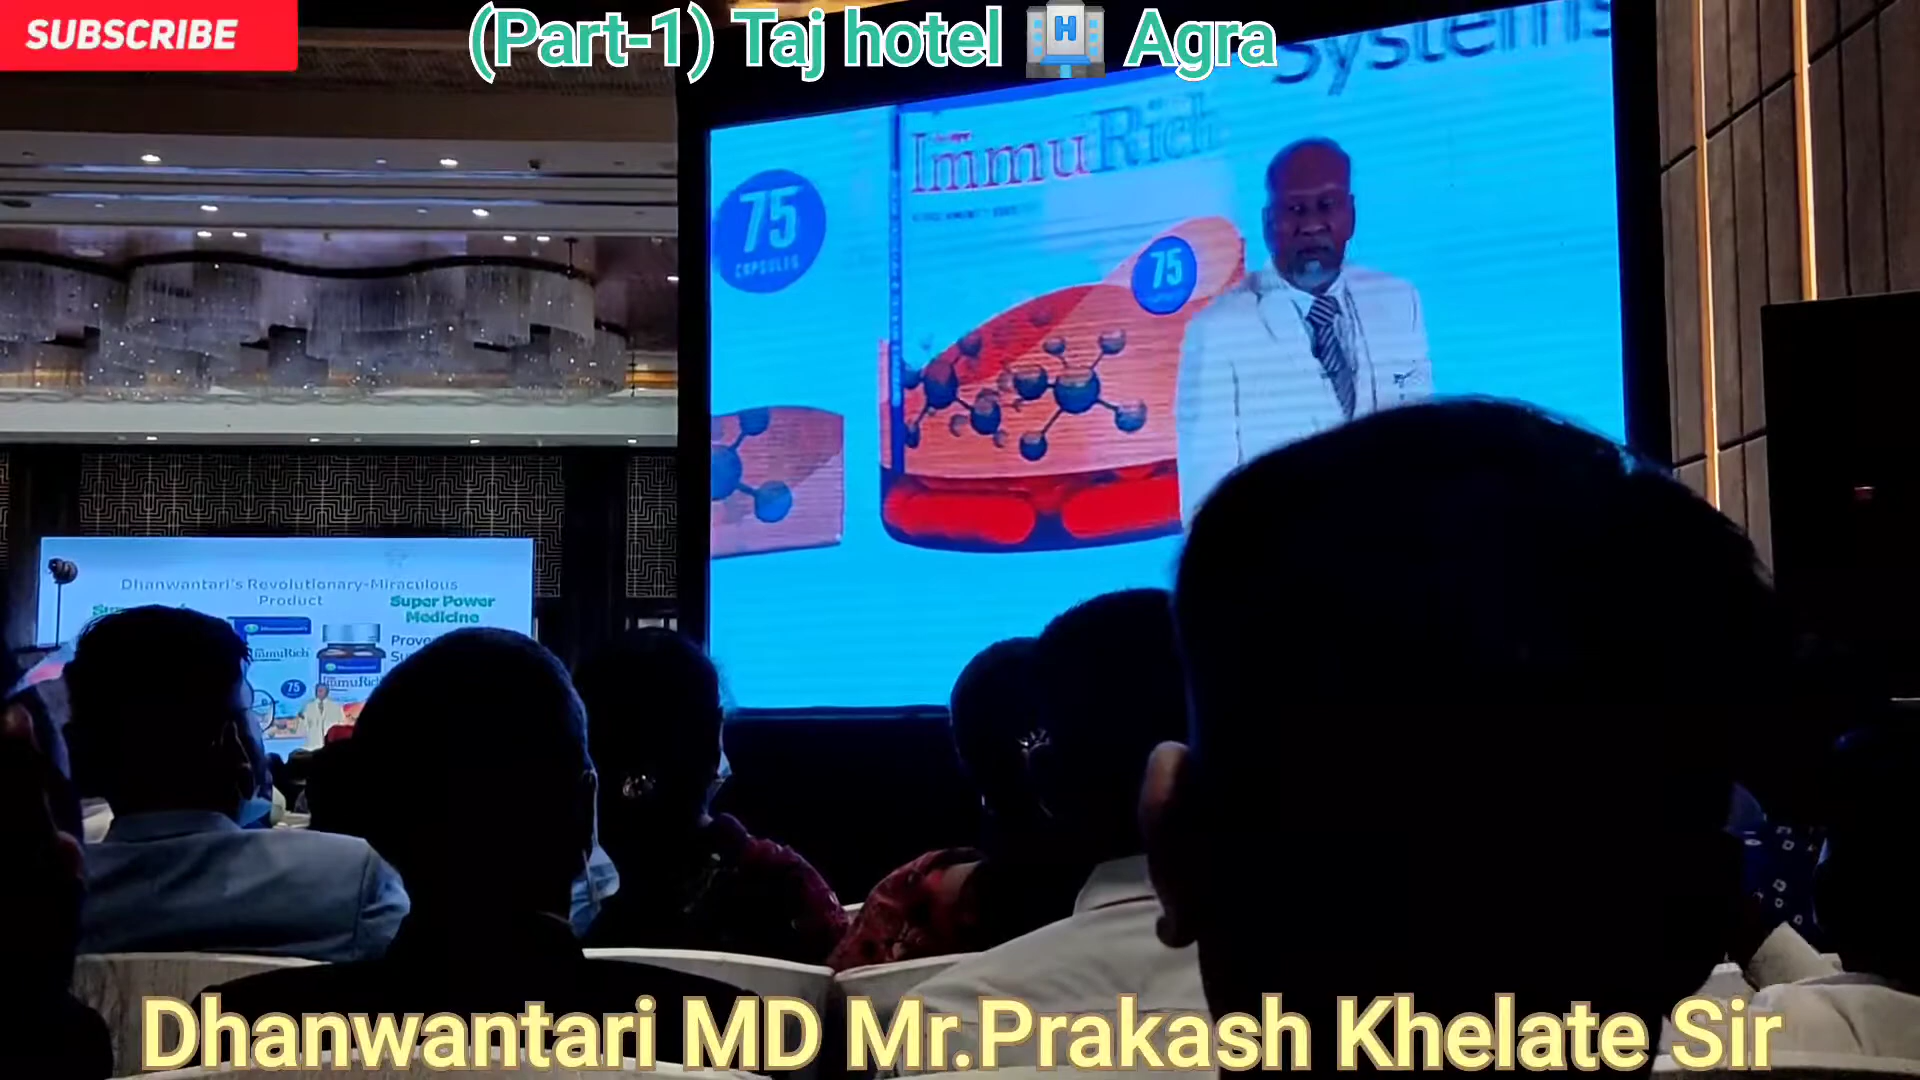 SUBSCRIBE
(Part-1) Taj hotel 🏨 Agra
Systems
ImmuRich
75
CAPSULES
75
Dhanwantari's Revolutionary-Miraculous
Product
Super Power
Medicine
ImmuRich
75
ImmuRich
Dhanwantari MD Mr.Prakash Khelate Sir